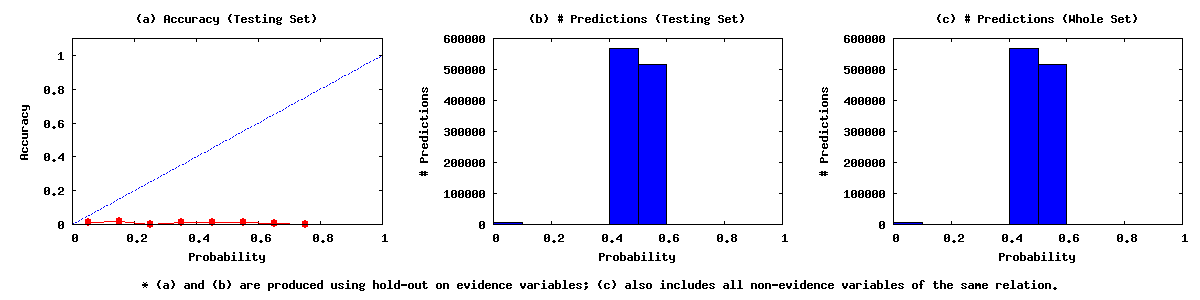 (a) Accuracy (Testing Set)
(b) # Predictions (Testing Set)
(c) # Predictions (Whole Set)
Accuracy
1
0.8
0.6
0.4
0.2
0
0 0.2 0.4 0.6 0.8 1
Probability
# Predictions
600000
500000
400000
300000
200000
100000
0
0 0.2 0.4 0.6 0.8 1
Probability
# Predictions
600000
500000
400000
300000
200000
100000
0
0 0.2 0.4 0.6 0.8 1
Probability
* (a) and (b) are produced using hold-out on evidence variables; (c) also includes all non-evidence variables of the same relation.